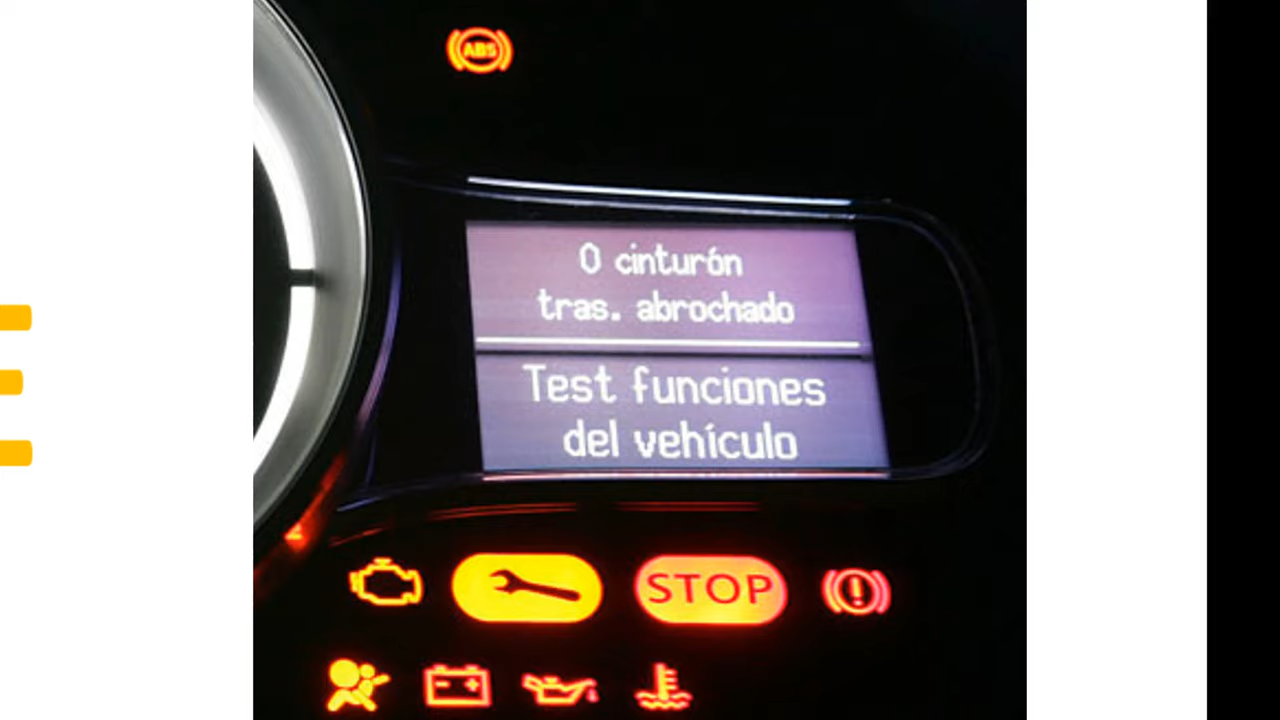 ABS
0 cinturón
tras. abrochado
Test funciones
del vehículo
STOP